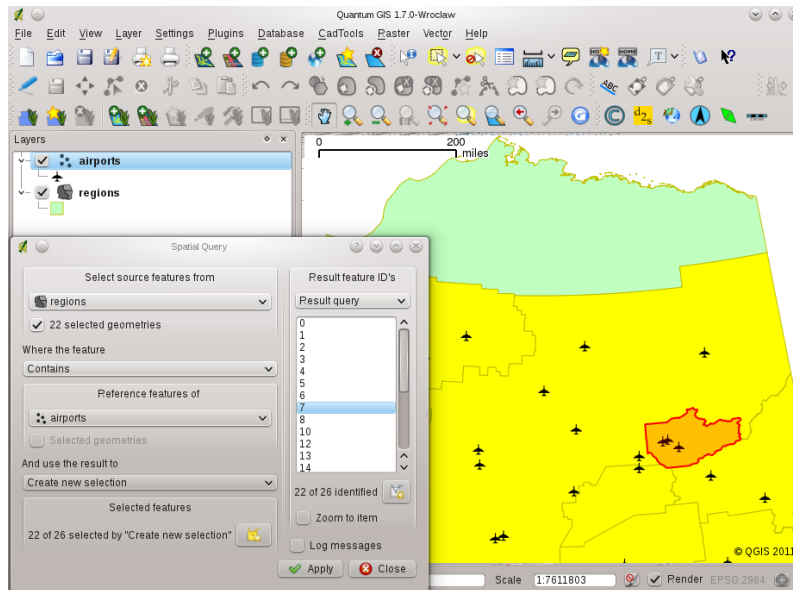 Quantum GIS 1.7.0-Wroclaw
File Edit View Layer Settings Plugins Database CadTools Raster Vector Help
HOME
T
ABC
G
© d2s
Layers
airports
regions
0 200
miles
Spatial Query
Select source features from
regions
22 selected geometries
Where the feature
Contains
Reference features of
airports
Selected geometries
And use the result to
Create new selection
Selected features
22 of 26 selected by "Create new selection"
Result feature ID's
Result query
0
1
2
3
4
5
6
7
8
10
12
13
14
22 of 26 identified
Zoom to item
Log messages
Apply Close
© QGIS 2011
Scale 1:7611803 Render EPSG:2964